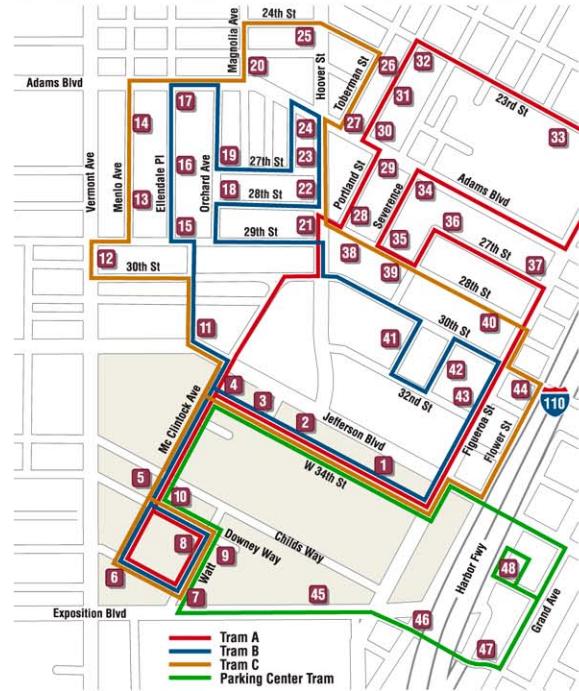 24th St
25
Magnolia Ave
Hoover St
20
Toberman St
26
32
Adams Blvd
17
31
23rd St
14
24
27
30
33
19
27th St
23
16
29
Vermont Ave
Menlo Ave
Ellendale Pl
Orchard Ave
18
28th St
22
Portland St
Severence
34
Adams Blvd
13
28
36
15
29th St
21
35
27th St
12
30th St
38
39
28th St
37
11
41
30th St
40
42
4
3
32nd St
43
44
110
2
Jefferson Blvd
Mc Clintock Ave
1
Figueroa St
Flower St
W 34th St
5
10
8
Downey Way
Childs Way
9
Watt
6
7
45
Harbor Fwy
48
Grand Ave
Exposition Blvd
46
47
Tram A
Tram B
Tram C
Parking Center Tram